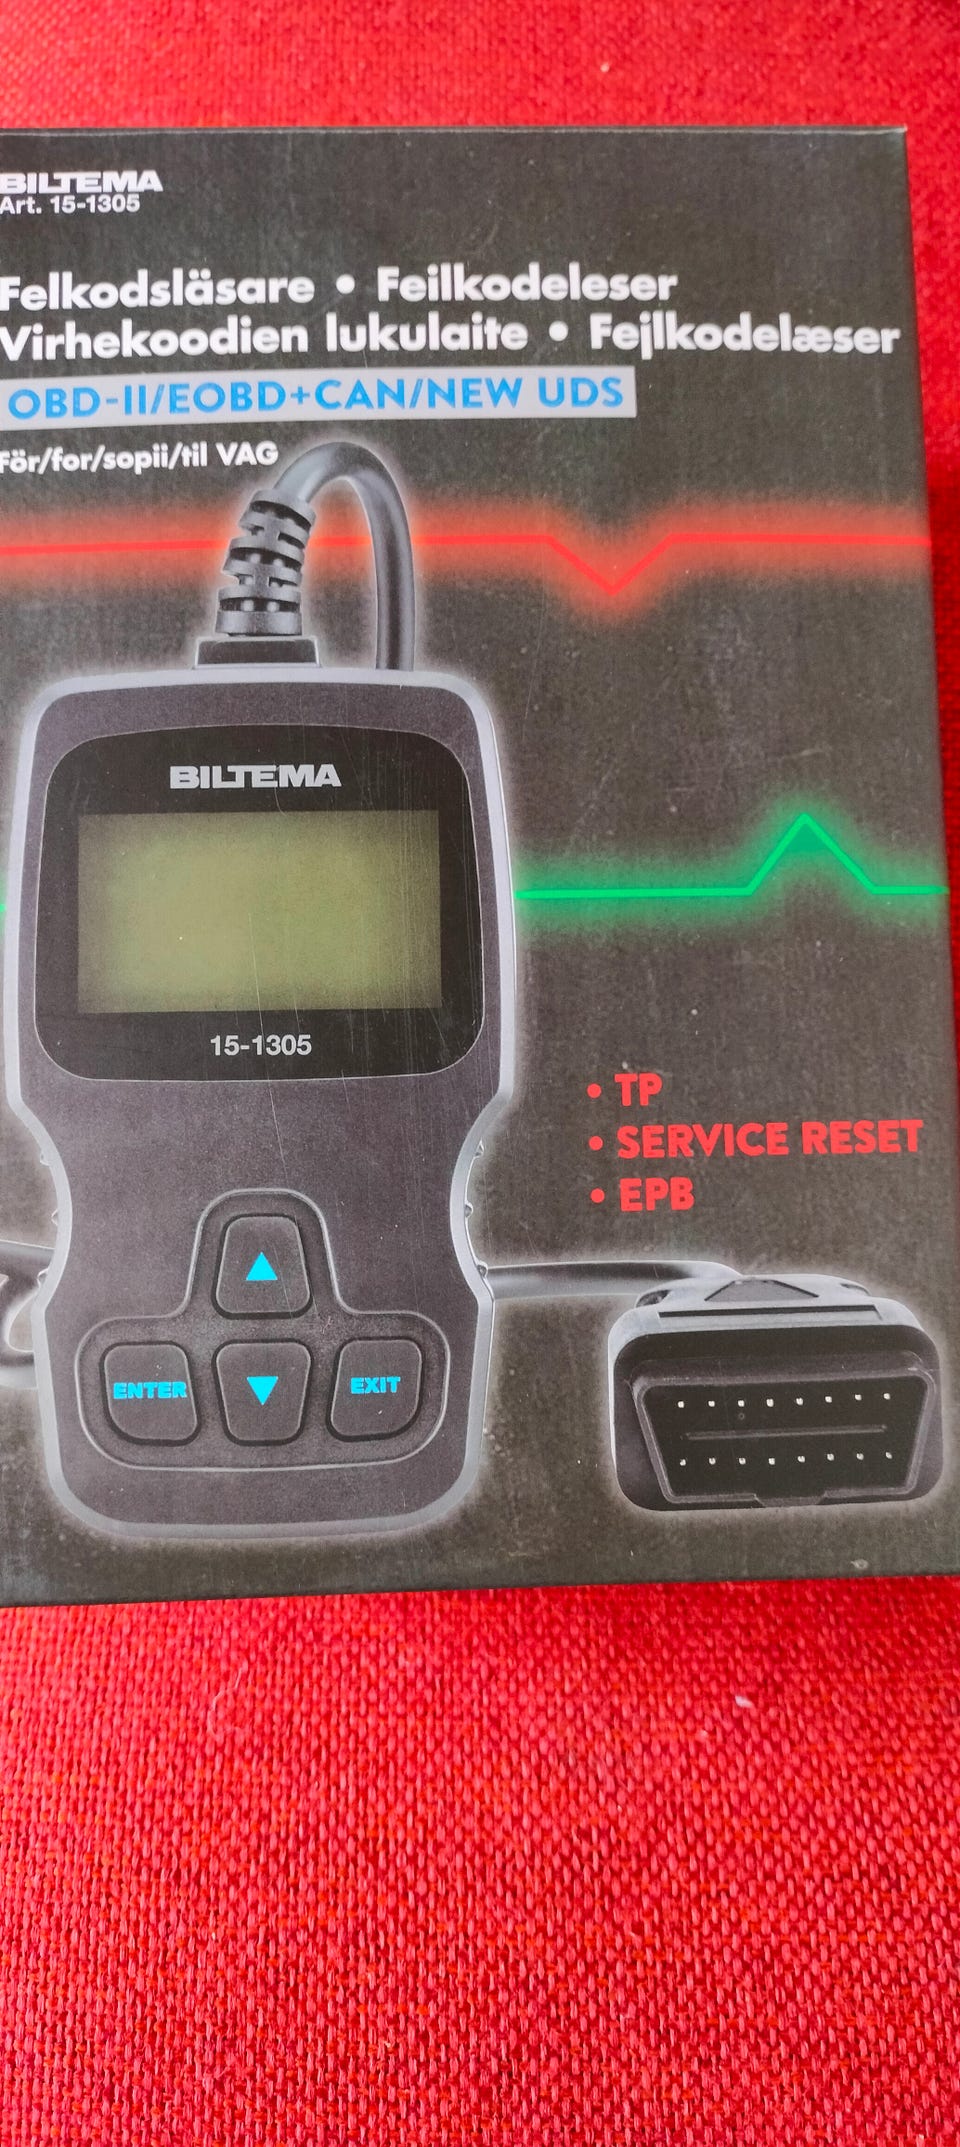 BILTEMA
Art. 15-1305
Felkodsläsare • Feilkodeleser
Virhekoodien lukulaite • Fejlkodelæser
OBD-II/EOBD+CAN/NEW UDS
För/for/sopii/til VAG
BILTEMA
15-1305
• TP
• SERVICE RESET
• EPB
ENTER
EXIT